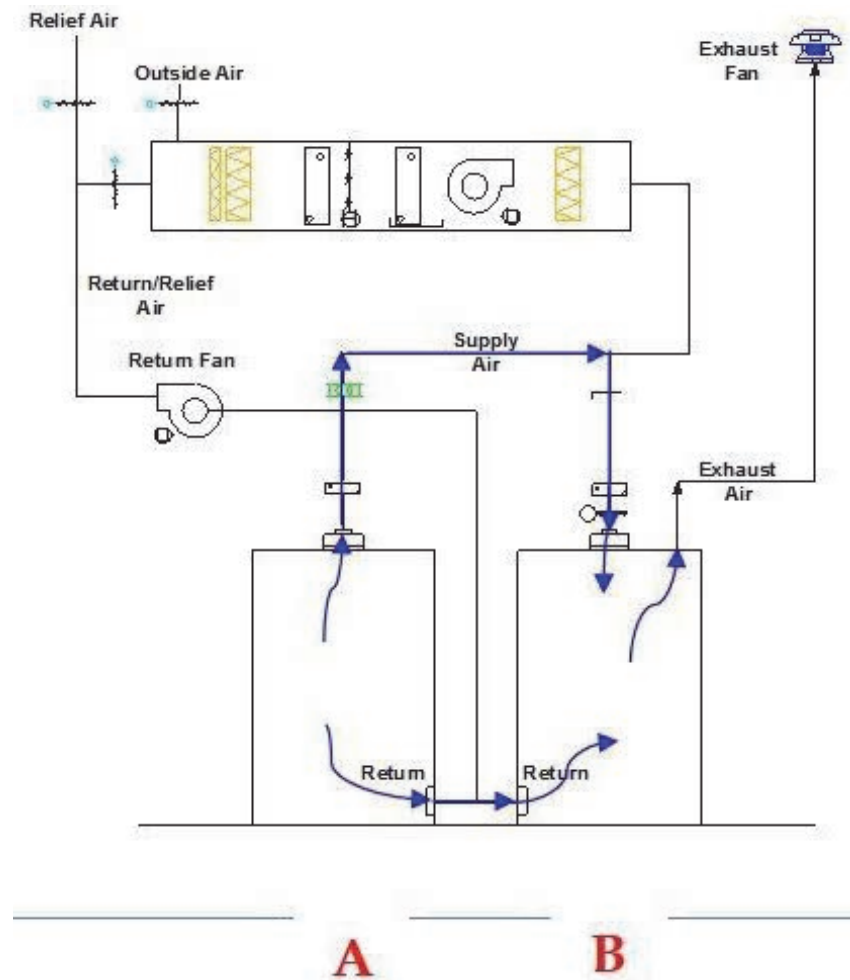 Relief Air
Outside Air
Exhaust
Fan
Return/Relief
Air
Return Fan
Supply
Air
Exhaust
Air
Return
Return
A
B